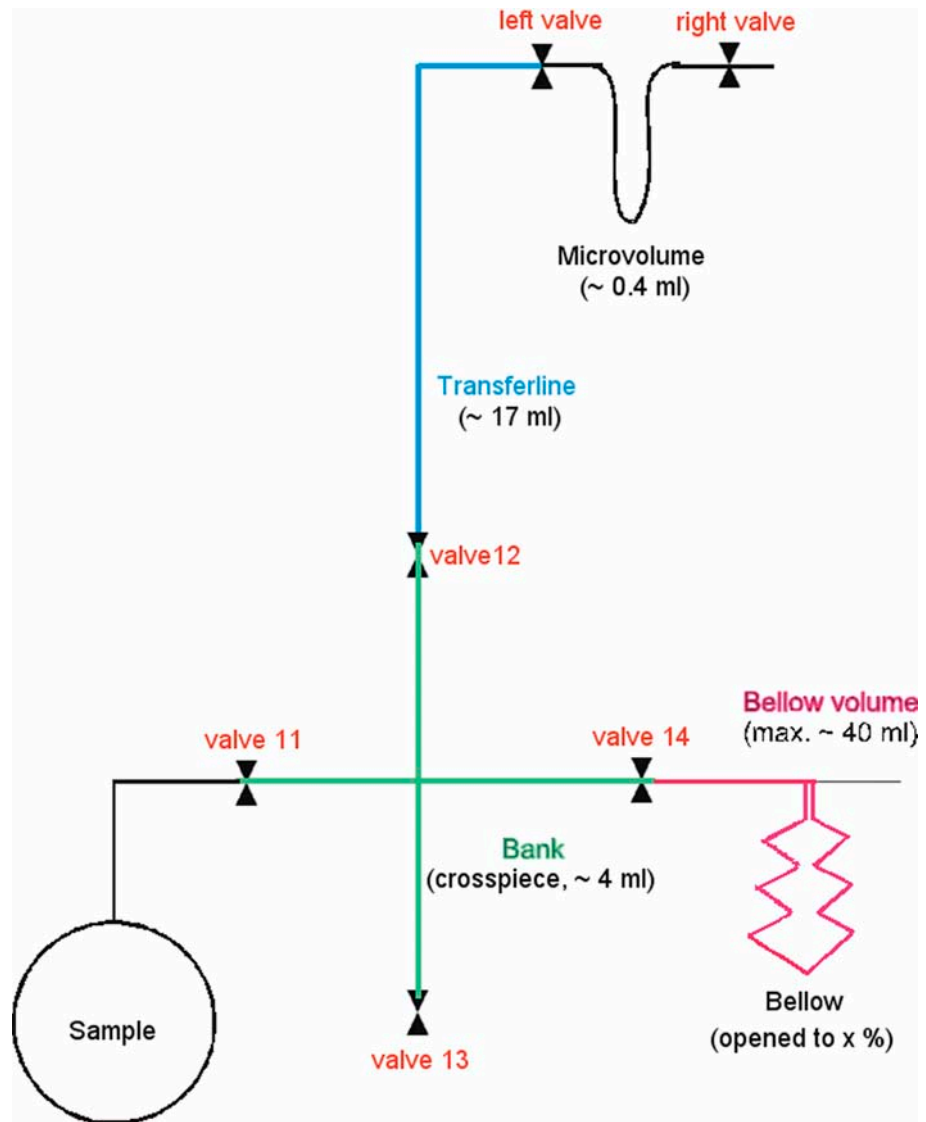 left valve
right valve
Microvolume
(~ 0.4 ml)
Transferline
(~ 17 ml)
valve12
Bellow volume
(max. ~ 40 ml)
valve 11
valve 14
Bank
(crosspiece, ~ 4 ml)
Sample
Bellow
(opened to x %)
valve 13